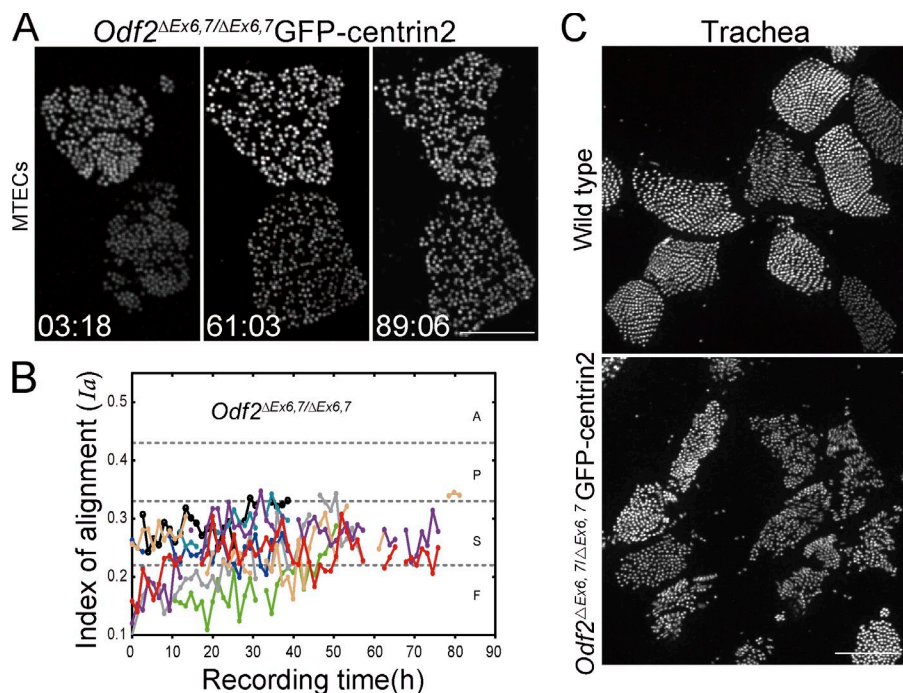 A
Odf2ΔEx6,7/ΔEx6,7GFP-centrin2
MTECs
03:18
61:03
89:06
B
Index of alignment (Ia)
Odf2ΔEx6,7/ΔEx6,7
0.5
0.4
0.3
0.2
0.1
A
P
S
F
0 10 20 30 40 50 60 70 80 90
Recording time(h)
C
Trachea
Wild type
Odf2ΔEx6, 7/ΔEx6, 7 GFP-centrin2